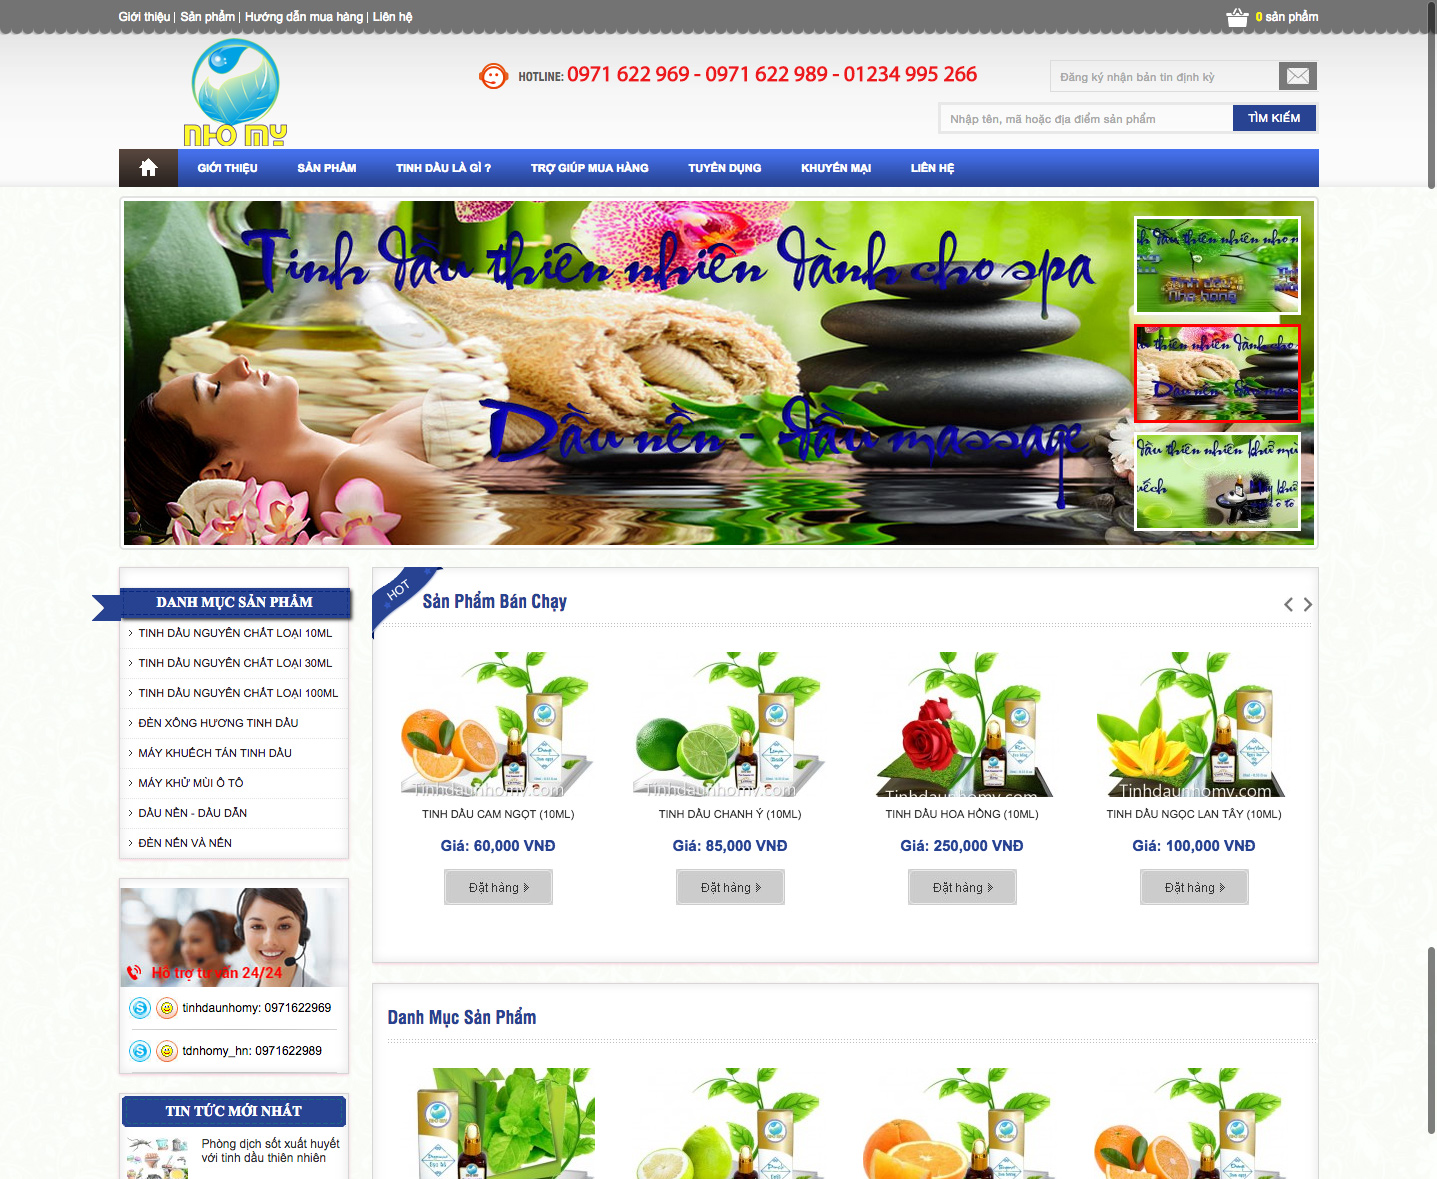 Giới thiệu | Sản phẩm | Hướng dẫn mua hàng | Liên hệ
0 sản phẩm
NHO MY
HOTLINE: 0971 622 969 - 0971 622 989 - 01234 995 266
Đăng ký nhận bản tin định kỳ
Nhập tên, mã hoặc địa điểm sản phẩm
TÌM KIẾM
GIỚI THIỆU
SẢN PHẨM
TINH DẦU LÀ GÌ ?
TRỢ GIÚP MUA HÀNG
TUYỂN DỤNG
KHUYẾN MẠI
LIÊN HỆ
Tinh dầu thiên nhiên dành cho spa
Dầu nền - dầu massage
DANH MỤC SẢN PHẨM
TINH DẦU NGUYÊN CHẤT LOẠI 10ML
TINH DẦU NGUYÊN CHẤT LOẠI 30ML
TINH DẦU NGUYÊN CHẤT LOẠI 100ML
ĐÈN XÔNG HƯƠNG TINH DẦU
MÁY KHUẾCH TÁN TINH DẦU
MÁY KHỬ MÙI Ô TÔ
DẦU NỀN - DẦU DẪN
ĐÈN NẾN VÀ NẾN
HOT
Sản Phẩm Bán Chạy
Tinhdaunhomy.com
Tinhdaunhomy.com
Tinhdaunhomy.com
Tinhdaunhomy.com
TINH DẦU CAM NGỌT (10ML)
TINH DẦU CHANH Ý (10ML)
TINH DẦU HOA HỒNG (10ML)
TINH DẦU NGỌC LAN TÂY (10ML)
Giá: 60,000 VNĐ
Giá: 85,000 VNĐ
Giá: 250,000 VNĐ
Giá: 100,000 VNĐ
Đặt hàng
Đặt hàng
Đặt hàng
Đặt hàng
Hỗ trợ tư vấn 24/24
tinhdaunhomy: 0971622969
tdnhomy_hn: 0971622989
Danh Mục Sản Phẩm
TIN TỨC MỚI NHẤT
Phòng dịch sốt xuất huyết
với tinh dầu thiên nhiên